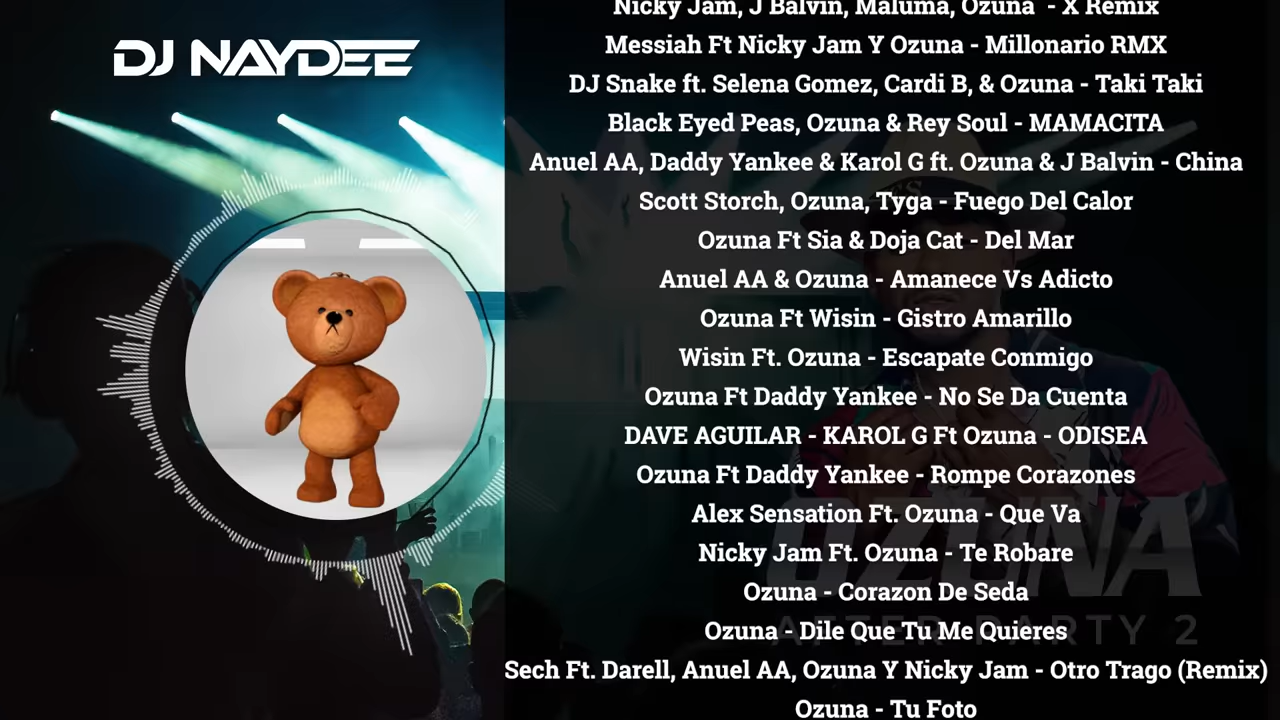 DJ NAYDEE
Nicky Jam, J Balvin, Maluma, Ozuna - X Remix
Messiah Ft Nicky Jam Y Ozuna - Millonario RMX
DJ Snake ft. Selena Gomez, Cardi B, & Ozuna - Taki Taki
Black Eyed Peas, Ozuna & Rey Soul - MAMACITA
Anuel AA, Daddy Yankee & Karol G ft. Ozuna & J Balvin - China
Scott Storch, Ozuna, Tyga - Fuego Del Calor
Ozuna Ft Sia & Doja Cat - Del Mar
Anuel AA & Ozuna - Amanece Vs Adicto
Ozuna Ft Wisin - Gistro Amarillo
Wisin Ft. Ozuna - Escapate Conmigo
Ozuna Ft Daddy Yankee - No Se Da Cuenta
DAVE AGUILAR - KAROL G Ft Ozuna - ODISEA
Ozuna Ft Daddy Yankee - Rompe Corazones
Alex Sensation Ft. Ozuna - Que Va
Nicky Jam Ft. Ozuna - Te Robare
Ozuna - Corazon De Seda
Ozuna - Dile Que Tu Me Quieres
Sech Ft. Darell, Anuel AA, Ozuna Y Nicky Jam - Otro Trago (Remix)
Ozuna - Tu Foto
OZUNA
AFTER PARTY 2